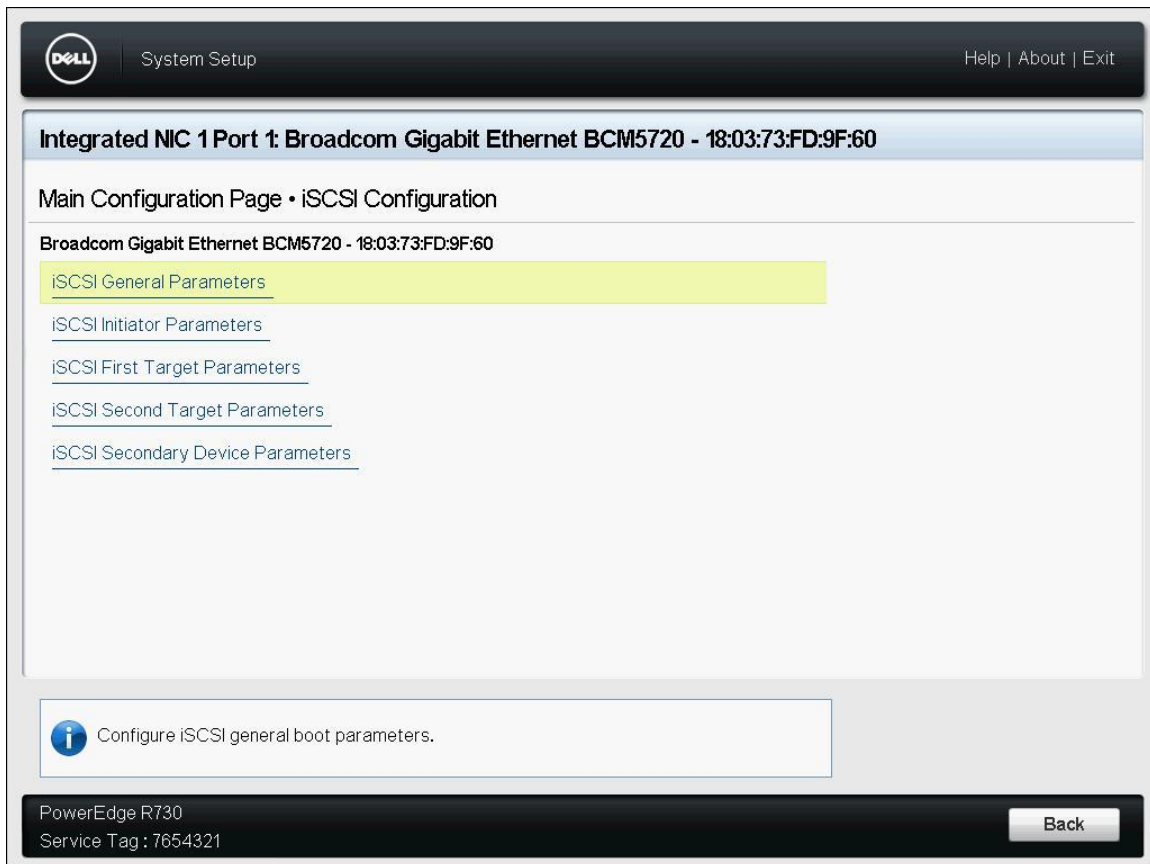 DELL
System Setup
Help | About | Exit
Integrated NIC 1 Port 1: Broadcom Gigabit Ethernet BCM5720 - 18:03:73:FD:9F:60
Main Configuration Page • iSCSI Configuration
Broadcom Gigabit Ethernet BCM5720 - 18:03:73:FD:9F:60
iSCSI General Parameters
iSCSI Initiator Parameters
iSCSI First Target Parameters
iSCSI Second Target Parameters
iSCSI Secondary Device Parameters
i
Configure iSCSI general boot parameters.
PowerEdge R730
Service Tag : 7654321
Back